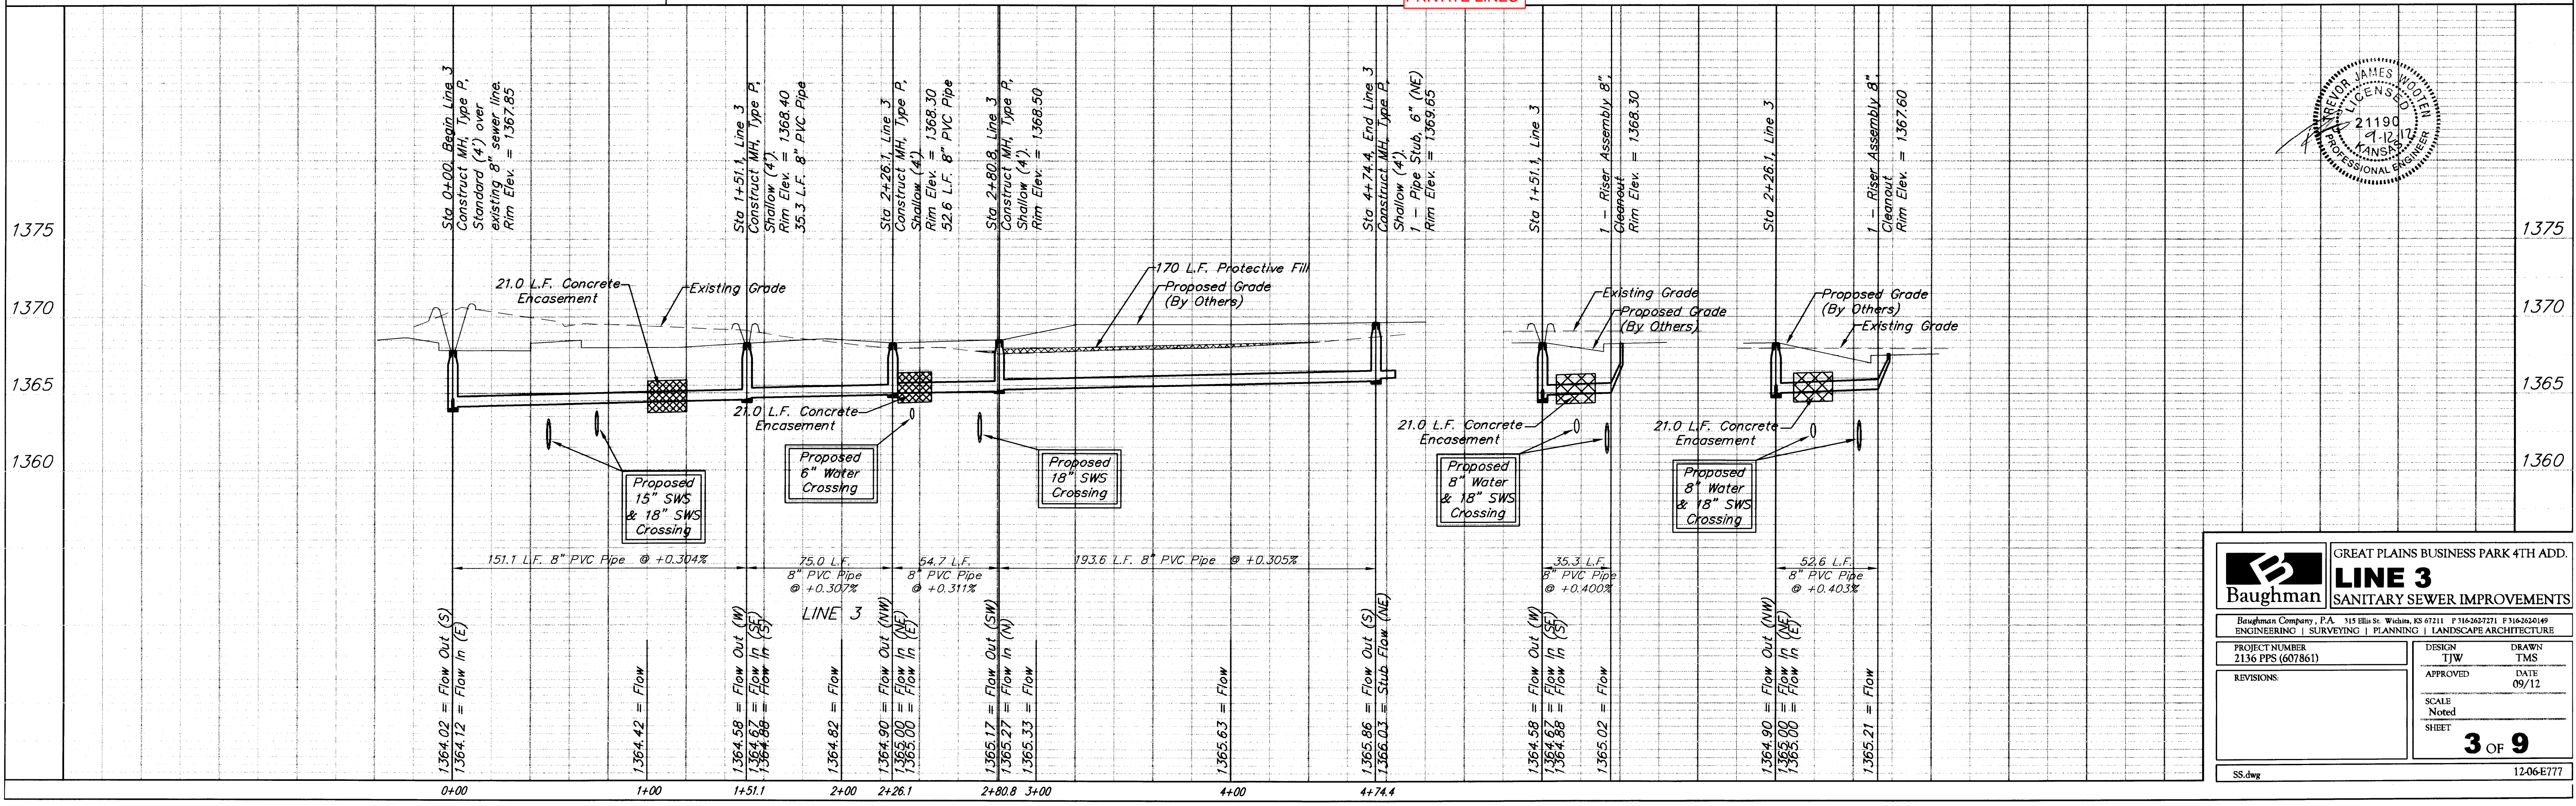 Sta 0+00, Begin Line 3
Construct MH, Type P,
Standard (4') over
existing 8" sewer line.
Rim Elev. = 1367.85
Sta 1+51.1, Line 3
Construct MH, Type P,
Shallow (4').
Rim Elev. = 1368.40
35.3 L.F. 8" PVC Pipe
Sta 2+26.1, Line 3
Construct MH, Type P,
Shallow (4').
Rim Elev. = 1368.30
52.6 L.F. 8" PVC Pipe
Sta 2+80.8, Line 3
Construct MH, Type P,
Shallow (4').
Rim Elev. = 1368.50
Sta 4+74.4, End Line 3
Construct MH, Type P,
Shallow (4').
1 - Pipe Stub, 6" (NE)
Rim Elev. = 1369.65
Sta 1+51.1, Line 3
1 - Riser Assembly 8",
Cleanout
Rim Elev. = 1368.30
Sta 2+26.1, Line 3
1 - Riser Assembly 8",
Cleanout
Rim Elev. = 1367.60
TREVOR JAMES WOOTEN
LICENSED
21190
9-12-12
KANSAS
PROFESSIONAL ENGINEER
1375
1375
1370
1370
1365
1365
1360
1360
21.0 L.F. Concrete
Encasement
Existing Grade
170 L.F. Protective Fill
Proposed Grade
(By Others)
Existing Grade
Proposed Grade
(By Others)
Proposed Grade
(By Others)
Existing Grade
21.0 L.F. Concrete
Encasement
21.0 L.F. Concrete
Encasement
21.0 L.F. Concrete
Encasement
Proposed
15" SWS
& 18" SWS
Crossing
Proposed
6" Water
Crossing
Proposed
18" SWS
Crossing
Proposed
8" Water
& 18" SWS
Crossing
Proposed
8" Water
& 18" SWS
Crossing
151.1 L.F. 8" PVC Pipe @ +0.304%
75.0 L.F.
8" PVC Pipe
@ +0.307%
54.7 L.F.
8" PVC Pipe
@ +0.311%
193.6 L.F. 8" PVC Pipe @ +0.305%
35.3 L.F.
8" PVC Pipe
@ +0.400%
52.6 L.F.
8" PVC Pipe
@ +0.403%
LINE 3
1364.02 = Flow Out (S)
1364.12 = Flow In (E)
1364.42 = Flow
1364.58 = Flow Out (W)
1364.67 = Flow In (SE)
1364.88 = Flow In (S)
1364.82 = Flow
1364.90 = Flow Out (NW)
1365.00 = Flow In (NE)
1365.00 = Flow In (E)
1365.17 = Flow Out (SW)
1365.27 = Flow In (N)
1365.33 = Flow
1365.63 = Flow
1365.86 = Flow Out (S)
1366.03 = Stub Flow (NE)
1364.58 = Flow Out (W)
1364.67 = Flow In (SE)
1364.88 = Flow In (S)
1365.02 = Flow
1364.90 = Flow Out (NW)
1365.00 = Flow In (NE)
1365.00 = Flow In (E)
1365.21 = Flow
0+00
1+00
1+51.1
2+00
2+26.1
2+80.8
3+00
4+00
4+74.4
Baughman
GREAT PLAINS BUSINESS PARK 4TH ADD.
LINE 3
SANITARY SEWER IMPROVEMENTS
Baughman Company, P.A. 315 Ellis St. Wichita, KS 67211 P 316-262-7271 F 316-262-0149
ENGINEERING | SURVEYING | PLANNING | LANDSCAPE ARCHITECTURE
PROJECT NUMBER
2136 PPS (607861)
DESIGN
TJW
DRAWN
TMS
REVISIONS:
APPROVED
DATE
09/12
SCALE
Noted
SHEET
3 OF 9
SS.dwg
12-06-E777